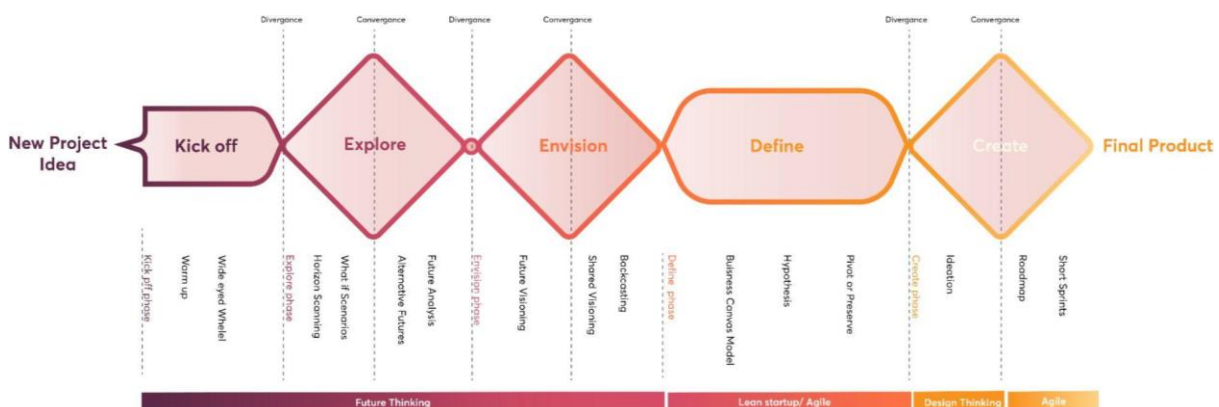 Divergance
Convergance
Divergance
Convergance
Divergance
Convergance
New Project
Idea
Kick off
Explore
Envision
Define
Create
Final Product
Kick pff phase
Warm up
Wide eyed Whelel
Explore phase
Horizon Scanning
What if Scenarios
Alternative Futures
Future Analysis
Envision phase
Future Visioning
Shared Visioning
Backcasting
Define phase
Buisness Canvas Model
Hypothesis
Pivot or Preserve
Create phase
Ideation
Roadmap
Short Sprints
Future Thinking
Lean startup/ Agile
Design Thinking
Agile